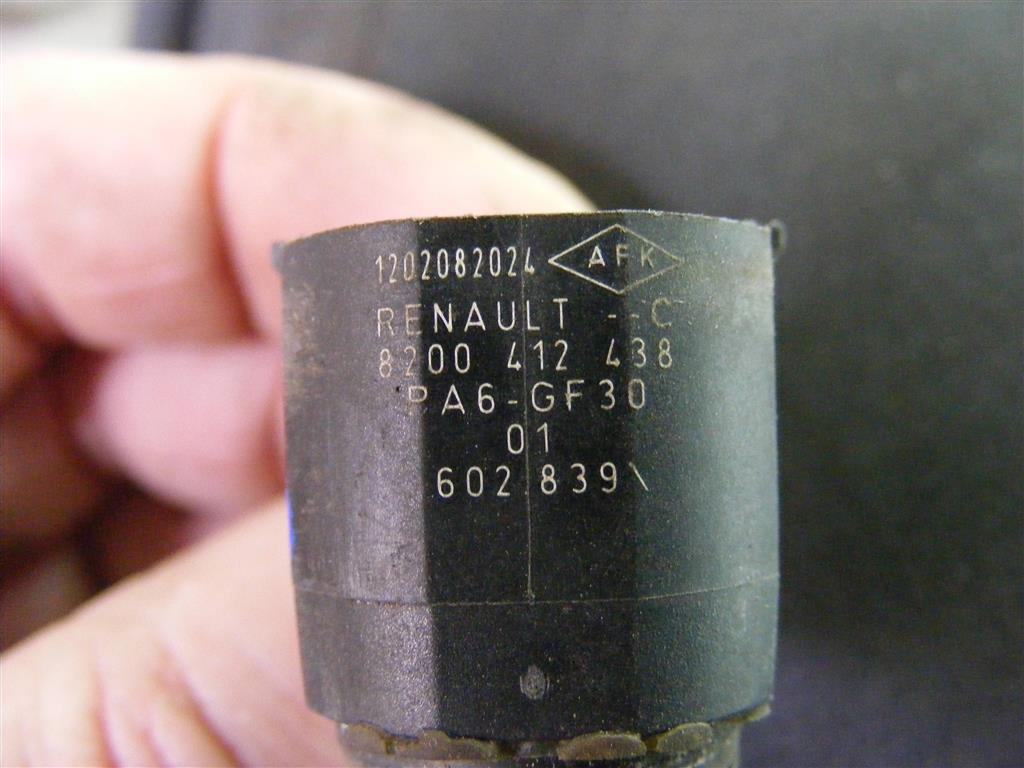 1202082024 AFK
RENAULT --C
8200 412 438
PA6-GF30
01
602 839\